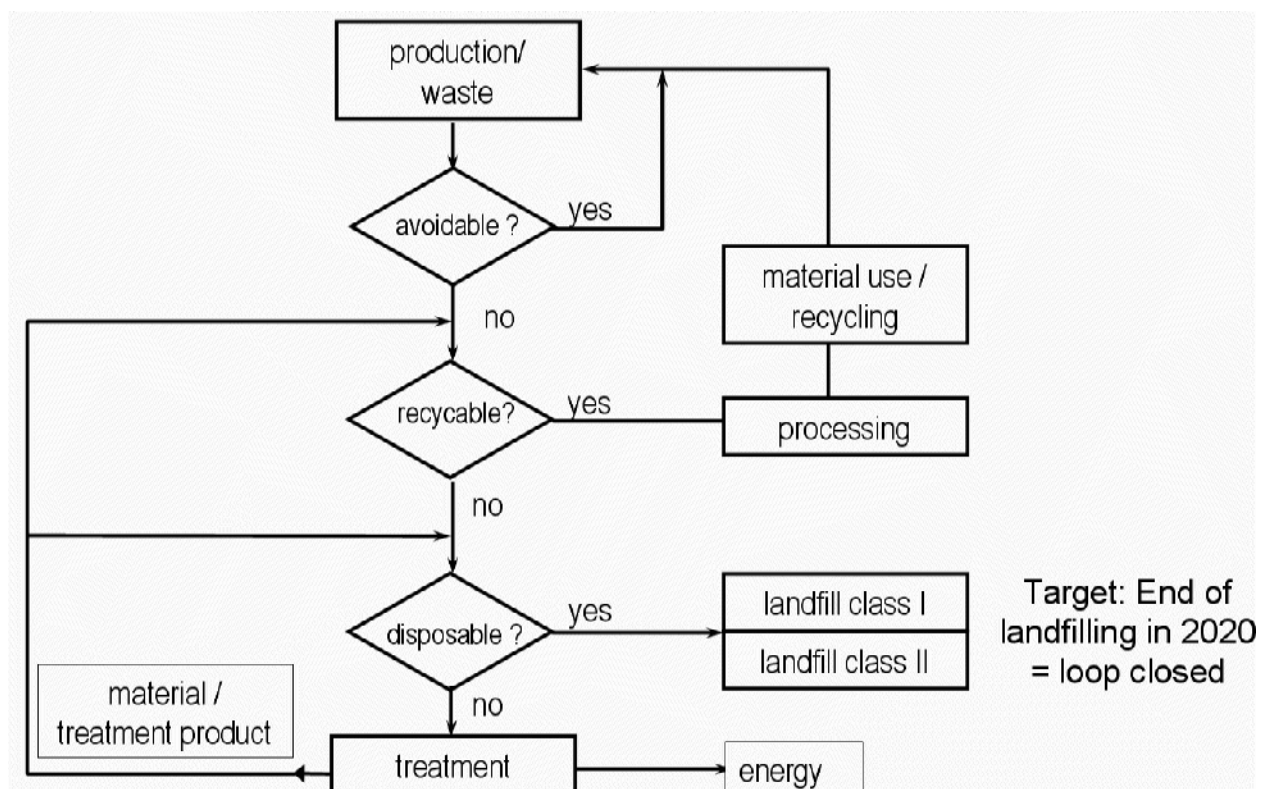 production/
waste
avoidable ?
yes
no
material use /
recycling
recycable?
yes
processing
no
disposable ?
yes
landfill class I
landfill class II
Target: End of
landfilling in 2020
= loop closed
no
material /
treatment product
treatment
energy